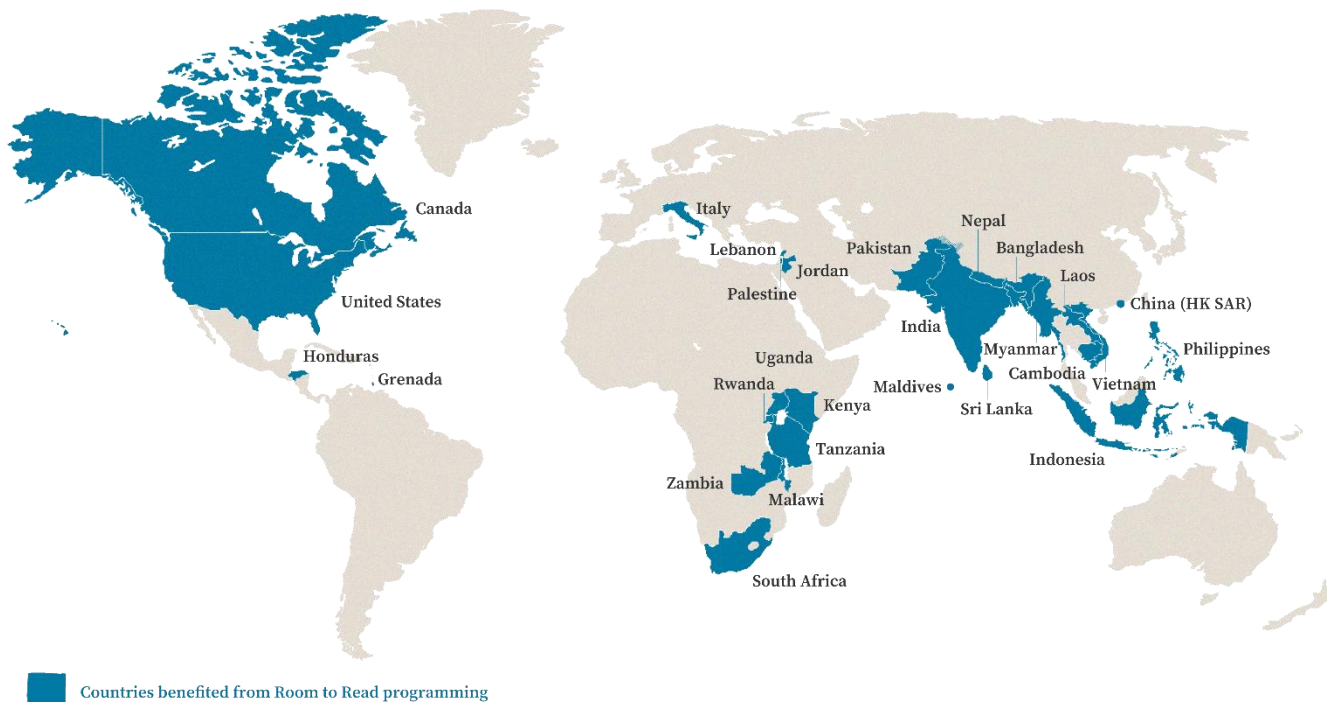 Canada
United States
Honduras
Grenada
Italy
Lebanon
Jordan
Palestine
Uganda
Rwanda
Kenya
Tanzania
Zambia
Malawi
South Africa
Nepal
Pakistan
Bangladesh
Laos
China (HK SAR)
India
Myanmar
Philippines
Cambodia
Vietnam
Maldives
Sri Lanka
Indonesia
Countries benefited from Room to Read programming